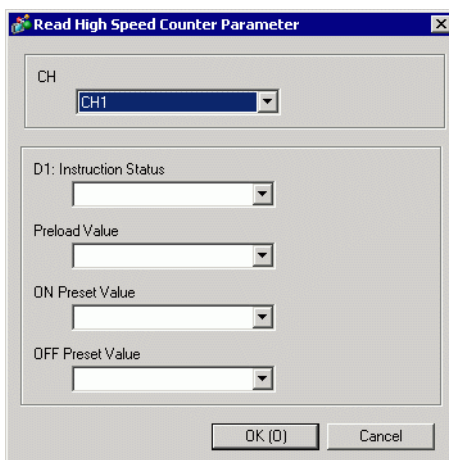 Read High Speed Counter Parameter
CH
CH1
D1: Instruction Status
Preload Value
ON Preset Value
OFF Preset Value
OK (O)
Cancel